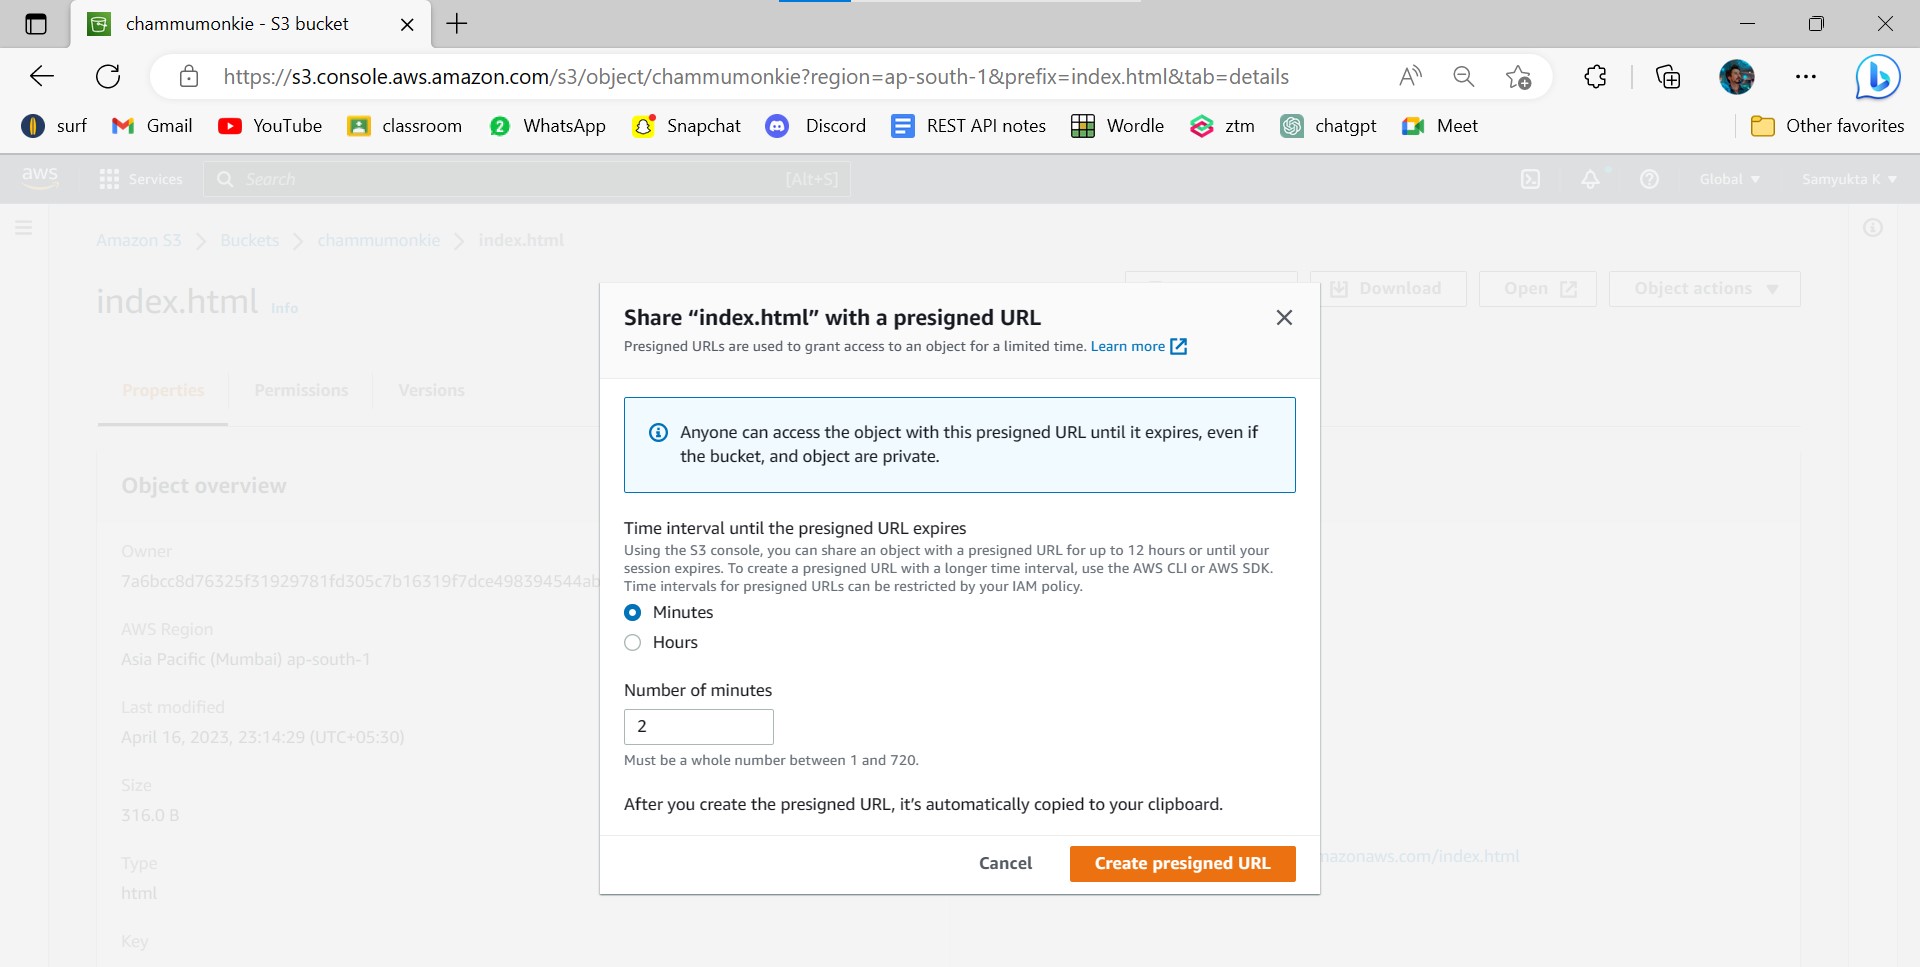 chammumonkie - S3 bucket
https://s3.console.aws.amazon.com/s3/object/chammumonkie?region=ap-south-1&prefix=index.html&tab=details
surf Gmail YouTube classroom 2 WhatsApp Snapchat Discord REST API notes Wordle ztm chatgpt Meet Other favorites
aws Services Search [Alt+S] Global Samyukta K
Amazon S3 > Buckets > chammumonkie > index.html
index.html Info
Download Open Object actions
Properties Permissions Versions
Object overview
Owner
7a6bcc8d76325f31929781fd305c7b16319f7dce498394544ab
AWS Region
Asia Pacific (Mumbai) ap-south-1
Last modified
April 16, 2023, 23:14:29 (UTC+05:30)
Size
316.0 B
Type
html
Key
mazonaws.com/index.html
Share “index.html” with a presigned URL
Presigned URLs are used to grant access to an object for a limited time. Learn more
Anyone can access the object with this presigned URL until it expires, even if
the bucket, and object are private.
Time interval until the presigned URL expires
Using the S3 console, you can share an object with a presigned URL for up to 12 hours or until your
session expires. To create a presigned URL with a longer time interval, use the AWS CLI or AWS SDK.
Time intervals for presigned URLs can be restricted by your IAM policy.
Minutes
Hours
Number of minutes
2
Must be a whole number between 1 and 720.
After you create the presigned URL, it’s automatically copied to your clipboard.
Cancel Create presigned URL